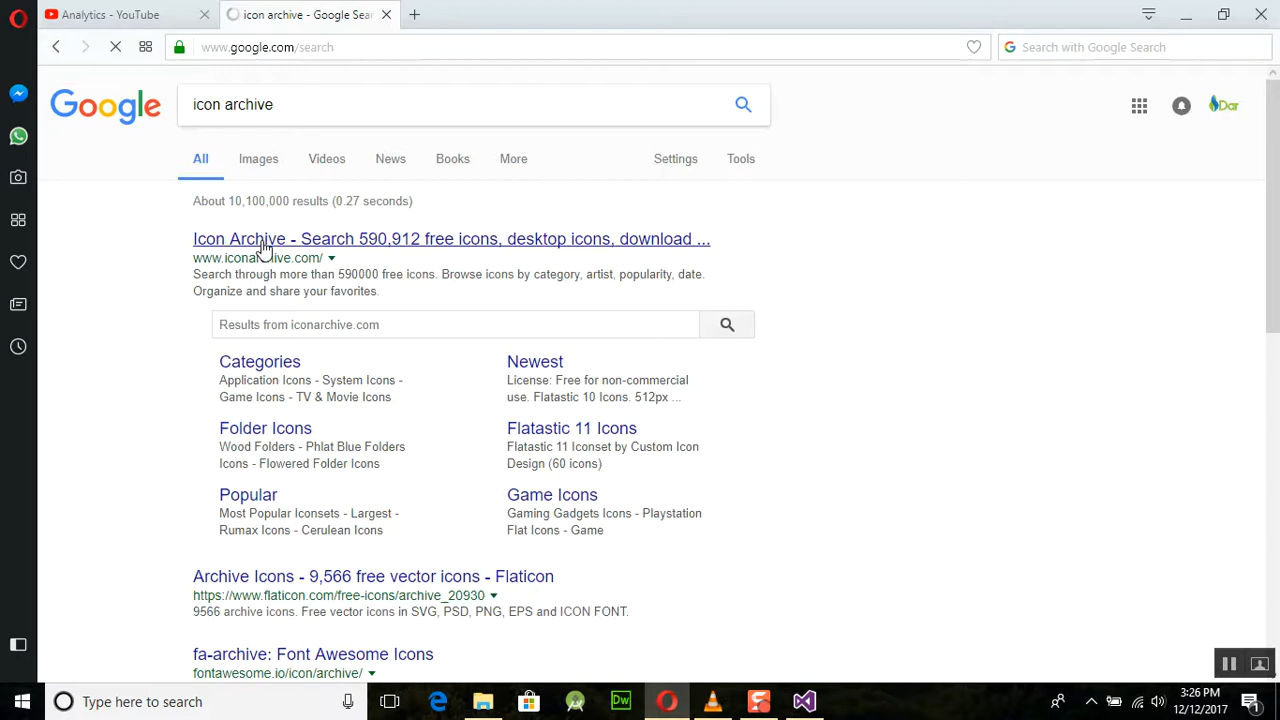 Analytics - YouTube
icon archive - Google Sear
www.google.com/search
Search with Google Search
Google
icon archive
Dar
All Images Videos News Books More Settings Tools
About 10,100,000 results (0.27 seconds)
Icon Archive - Search 590,912 free icons, desktop icons, download ...
www.iconarchive.com/
Search through more than 590000 free icons. Browse icons by category, artist, popularity, date.
Organize and share your favorites.
Results from iconarchive.com
Categories
Application Icons - System Icons -
Game Icons - TV & Movie Icons
Newest
License: Free for non-commercial
use. Flatastic 10 Icons. 512px ...
Folder Icons
Wood Folders - Phlat Blue Folders
Icons - Flowered Folder Icons
Flatastic 11 Icons
Flatastic 11 Iconset by Custom Icon
Design (60 icons)
Popular
Most Popular Iconsets - Largest -
Rumax Icons - Cerulean Icons
Game Icons
Gaming Gadgets Icons - Playstation
Flat Icons - Game
Archive Icons - 9,566 free vector icons - Flaticon
https://www.flaticon.com/free-icons/archive_20930
9566 archive icons. Free vector icons in SVG, PSD, PNG, EPS and ICON FONT.
fa-archive: Font Awesome Icons
fontawesome.io/icon/archive/
Type here to search
Dw
3:26 PM
12/12/2017
1